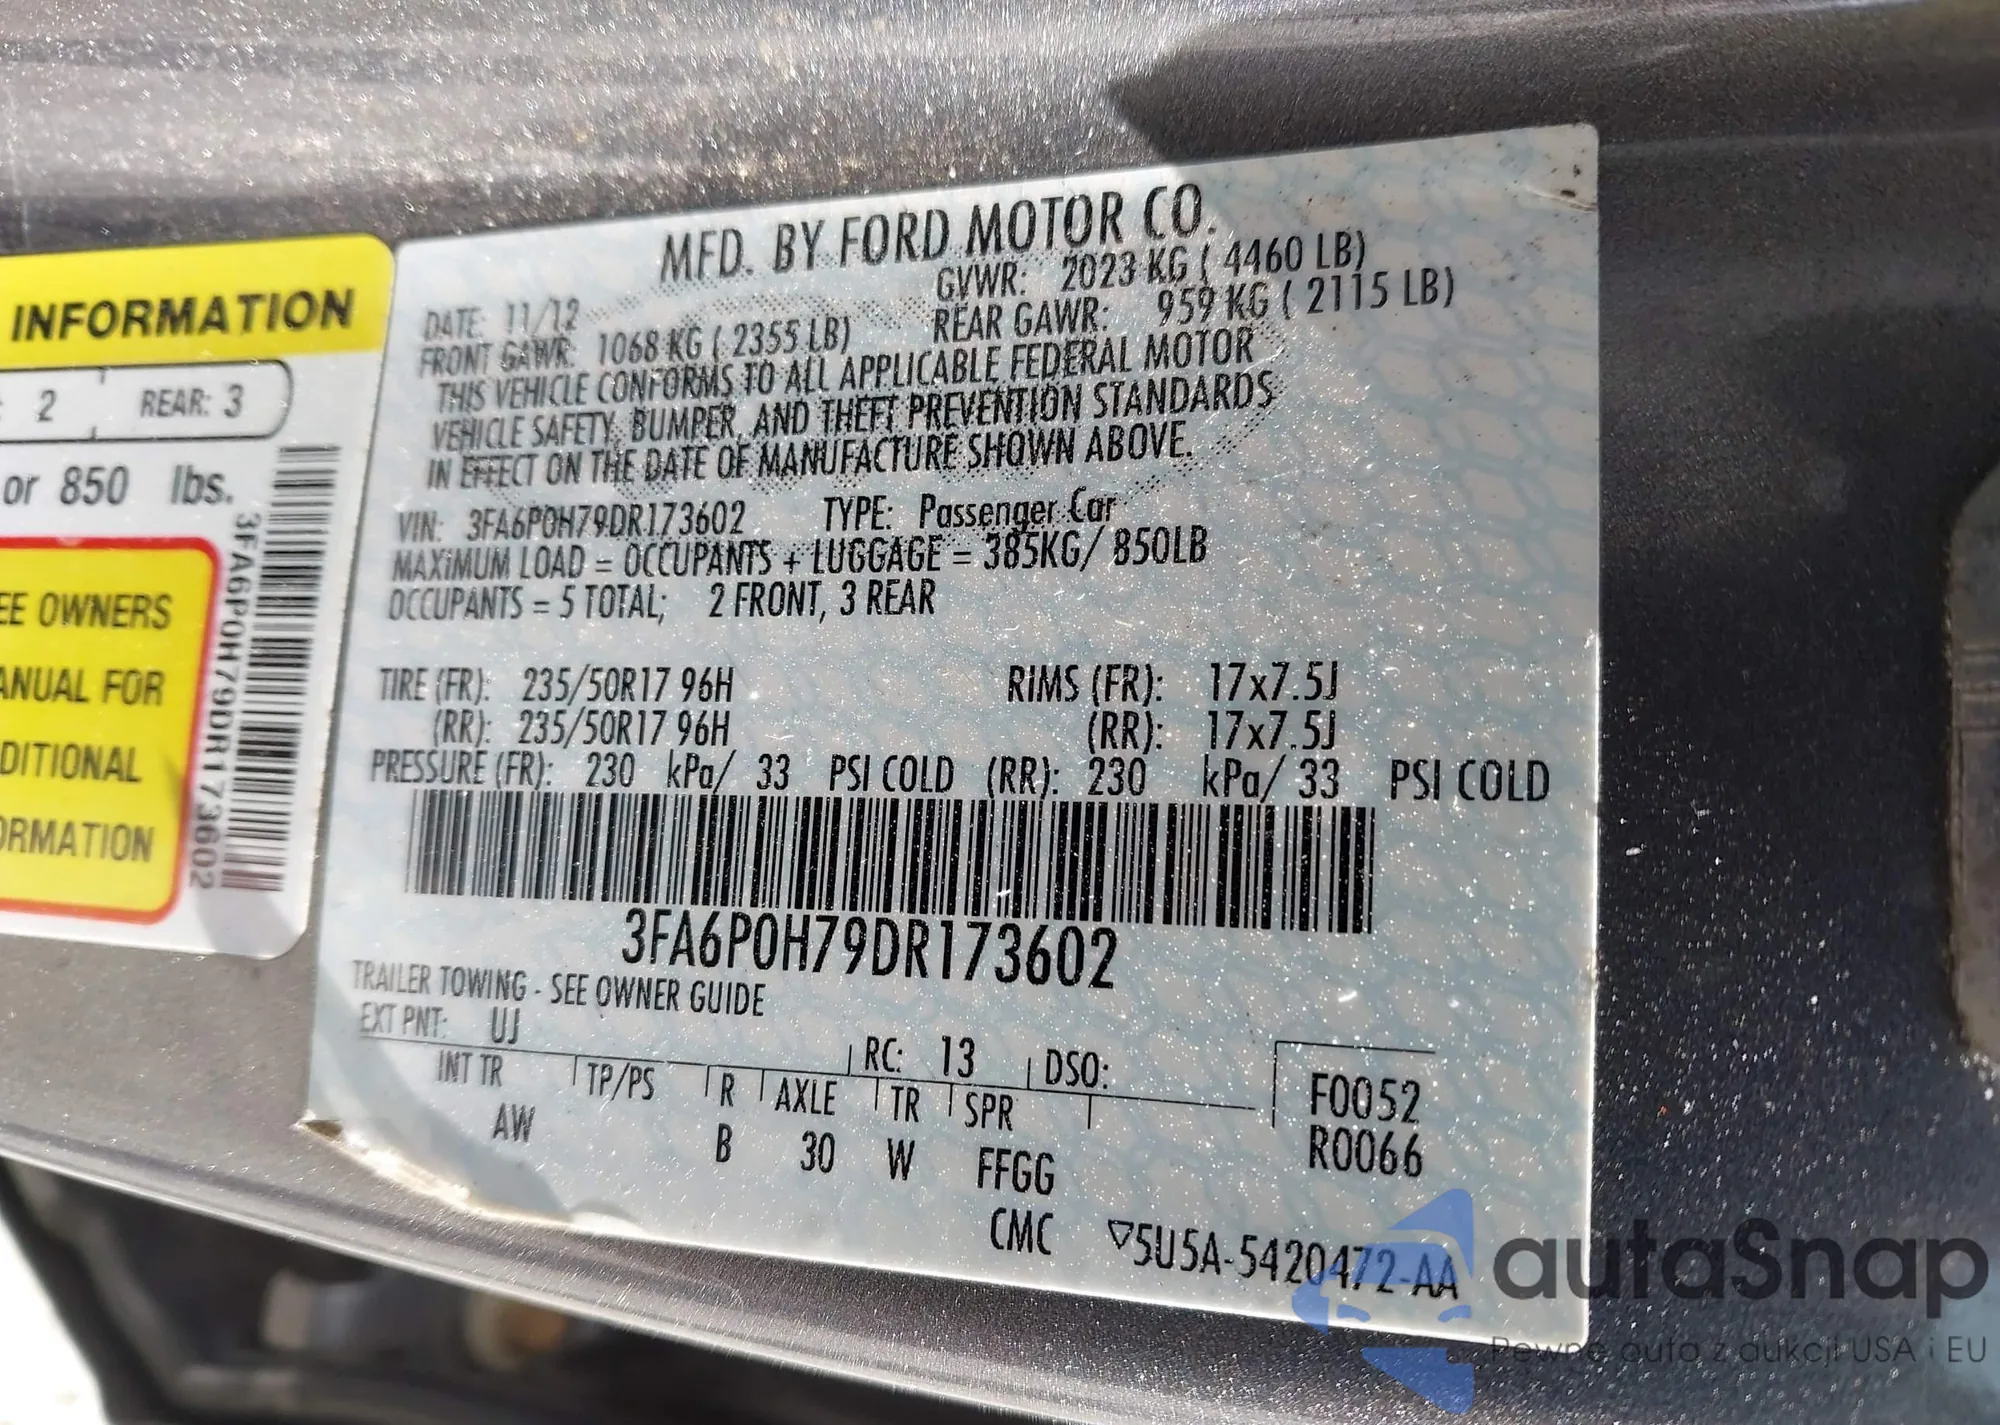 INFORMATION
2 REAR: 3
or 850 lbs.
EE OWNERS
ANUAL FOR
DITIONAL
ORMATION
3FA6P0H79DR173602
MFD. BY FORD MOTOR CO.
DATE: 11/12 GVWR: 2023 KG ( 4460 LB)
FRONT GAWR: 1068 KG ( 2355 LB) REAR GAWR: 959 KG ( 2115 LB)
THIS VEHICLE CONFORMS TO ALL APPLICABLE FEDERAL MOTOR
VEHICLE SAFETY, BUMPER, AND THEFT PREVENTION STANDARDS
IN EFFECT ON THE DATE OF MANUFACTURE SHOWN ABOVE.
VIN: 3FA6P0H79DR173602 TYPE: Passenger Car
MAXIMUM LOAD = OCCUPANTS + LUGGAGE = 385KG/ 850LB
OCCUPANTS = 5 TOTAL; 2 FRONT, 3 REAR
TIRE (FR): 235/50R17 96H RIMS (FR): 17x7.5J
(RR): 235/50R17 96H (RR): 17x7.5J
PRESSURE (FR): 230 kPa/ 33 PSI COLD (RR): 230 kPa/ 33 PSI COLD
3FA6P0H79DR173602
TRAILER TOWING - SEE OWNER GUIDE
EXT PNT: UJ RC: 13 DSO:
INT TR TP/PS R AXLE TR SPR F0052
AW B 30 W FFGG R0066
CMC ▽5U5A-5420472-AA
autaSnap
Pewne auta z aukcji USA i EU